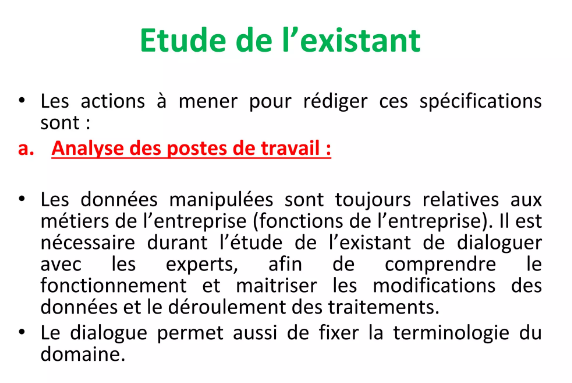 Etude de l’existant
• Les actions à mener pour rédiger ces spécifications
sont :
a. Analyse des postes de travail :
• Les données manipulées sont toujours relatives aux
métiers de l’entreprise (fonctions de l’entreprise). Il est
nécessaire durant l’étude de l’existant de dialoguer
avec les experts, afin de comprendre le
fonctionnement et maitriser les modifications des
données et le déroulement des traitements.
• Le dialogue permet aussi de fixer la terminologie du
domaine.